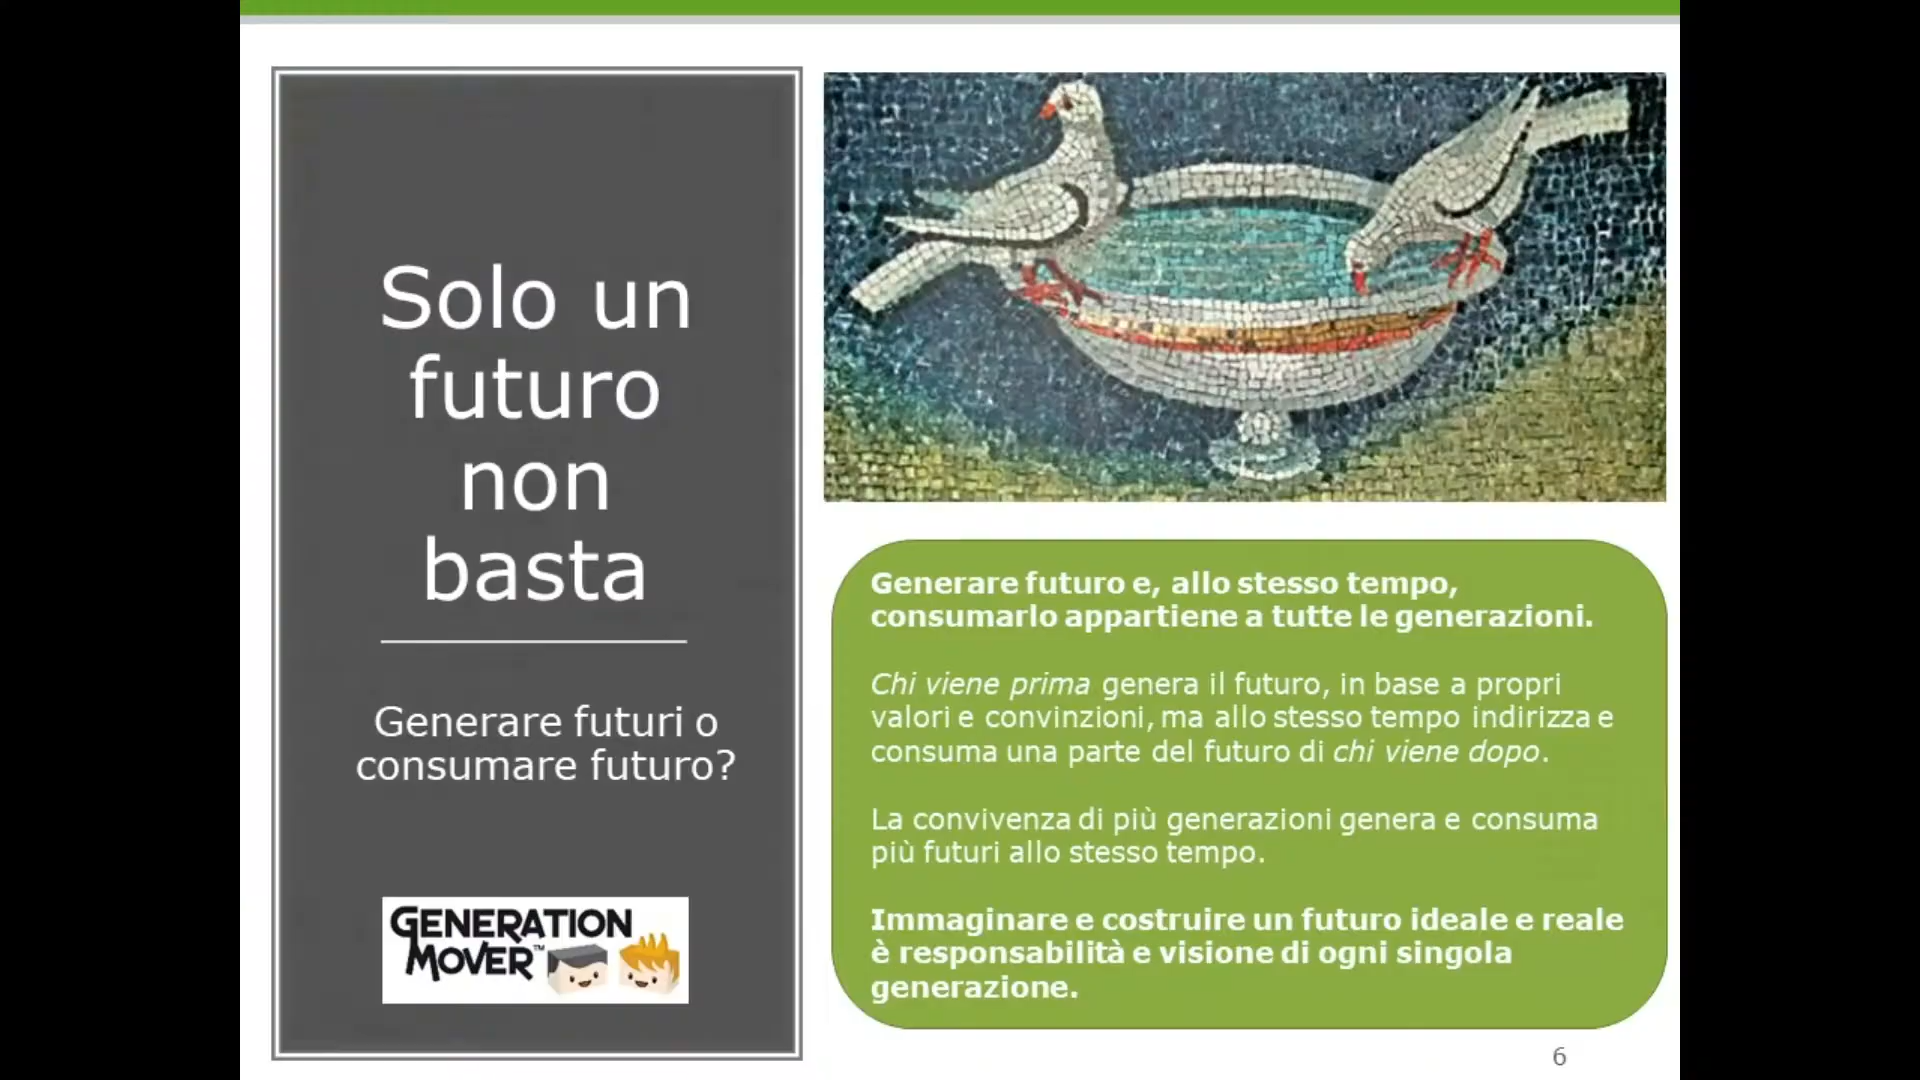 Solo un
futuro
non
basta
Generare futuri o
consumare futuro?
GENERATION
MOVER™
Generare futuro e, allo stesso tempo,
consumarlo appartiene a tutte le generazioni.
Chi viene prima genera il futuro, in base a propri
valori e convinzioni, ma allo stesso tempo indirizza e
consuma una parte del futuro di chi viene dopo.
La convivenza di più generazioni genera e consuma
più futuri allo stesso tempo.
Immaginare e costruire un futuro ideale e reale
è responsabilità e visione di ogni singola
generazione.
6